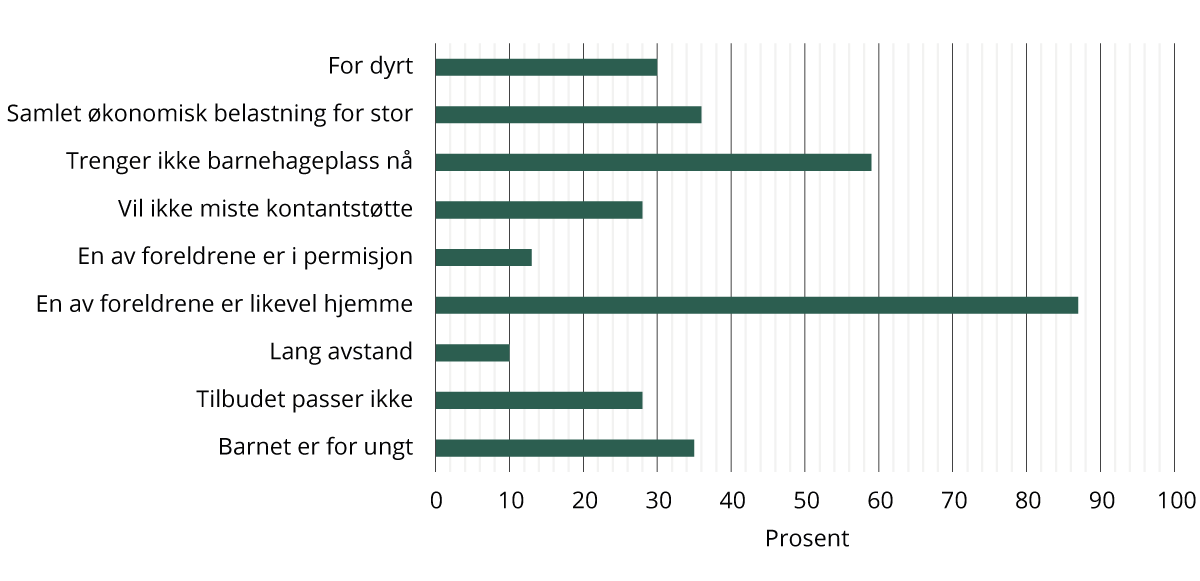 For dyrt
Samlet økonomisk belastning for stor
Trenger ikke barnehageplass nå
Vil ikke miste kontantstøtte
En av foreldrene er i permisjon
En av foreldrene er likevel hjemme
Lang avstand
Tilbudet passer ikke
Barnet er for ungt
0 10 20 30 40 50 60 70 80 90 100
Prosent